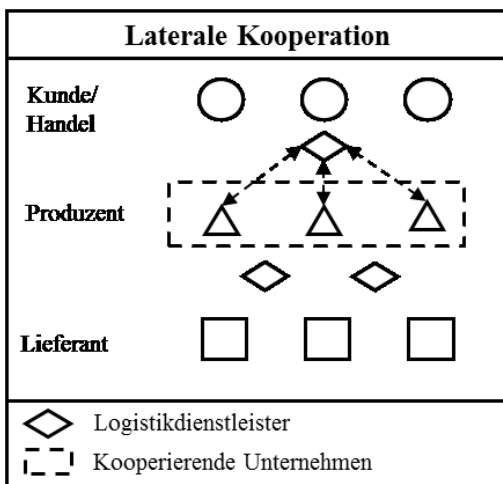 Laterale Kooperation
Kunde/
Handel
Produzent
Lieferant
Logistikdienstleister
Kooperierende Unternehmen